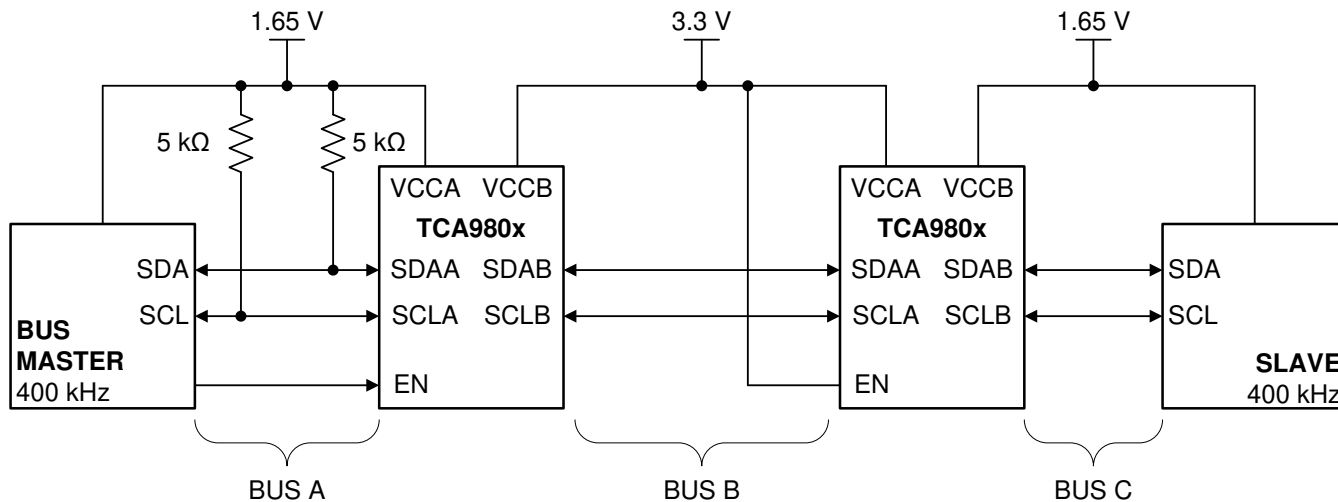 1.65 V
3.3 V
1.65 V
5 kΩ
5 kΩ
VCCA VCCB
VCCA VCCB
TCA980x
TCA980x
SDA
SDAA SDAB
SDAA SDAB
SDA
SCL
SCLA SCLB
SCLA SCLB
SCL
BUS
MASTER
400 kHz
EN
EN
SLAVE
400 kHz
BUS A
BUS B
BUS C